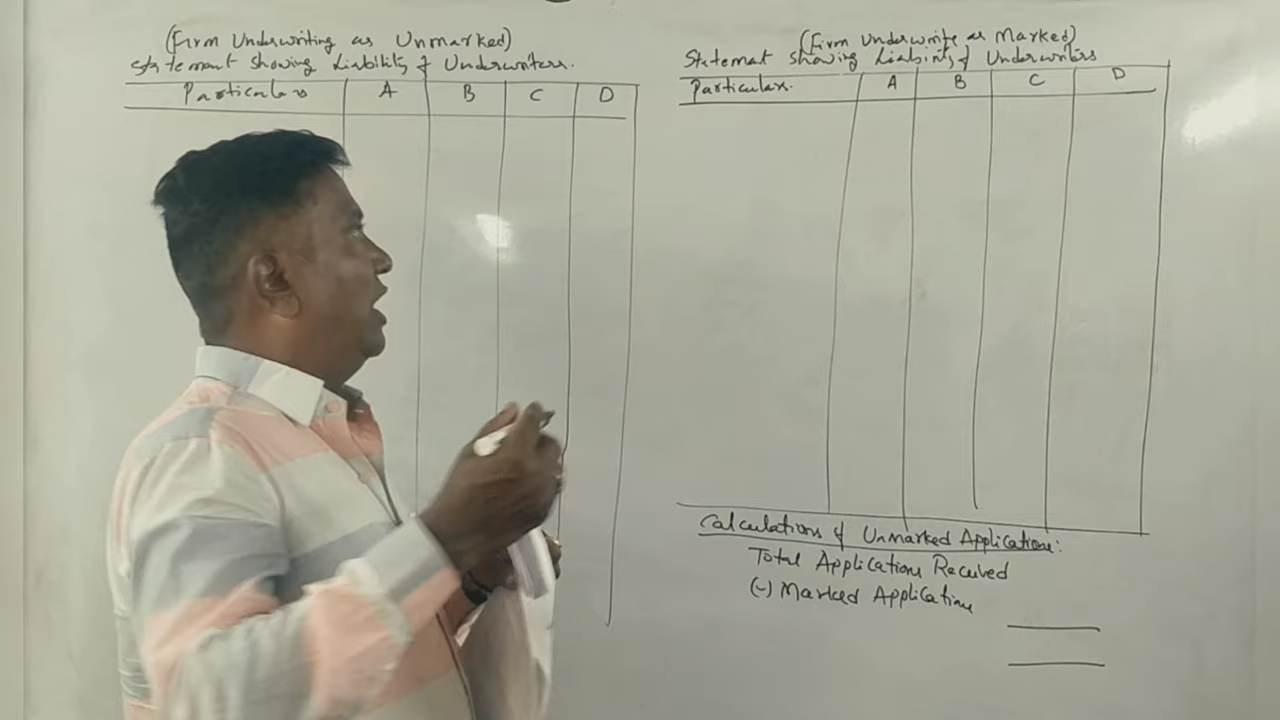 (Firm Underwriting as Unmarked)
Statement Showing Liability of Underwriters.
Particulars A B C D
(Firm Underwrite as Marked)
Statement showing Liability of Underwriters
Particulars. A B C D
Calculations of Unmarked Applications:
Total Applications Received
(-) Marked Applications